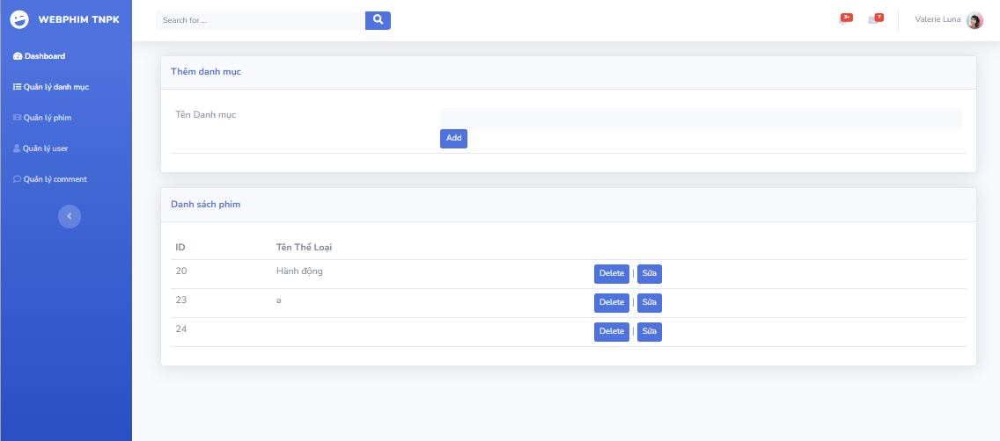 WEBPHIM TNPK
Search for ...
3+
7
Valerie Luna
Dashboard
Quản lý danh mục
Quản lý phim
Quản lý user
Quản lý comment
Thêm danh mục
Tên Danh mục
Add
Danh sách phim
ID Tên Thể Loại
20 Hành động Delete | Sửa
23 a Delete | Sửa
24 Delete | Sửa